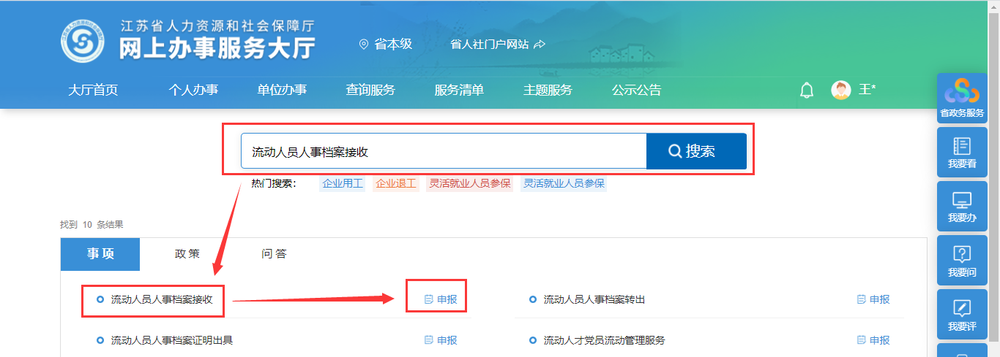 江苏省人力资源和社会保障厅
网上办事服务大厅
省本级
省人社门户网站
大厅首页 个人办事 单位办事 查询服务 服务清单 主题服务 公示公告
王*
流动人员人事档案接收
搜索
热门搜索： 企业用工 企业退工 灵活就业人员参保 灵活就业人员参保
找到 10 条结果
事项 政策 问答
流动人员人事档案接收 申报
流动人员人事档案转出 申报
流动人员人事档案证明出具 申报
流动人才党员流动管理服务 申报
省政务服务
我要看
我要办
我要问
我要评